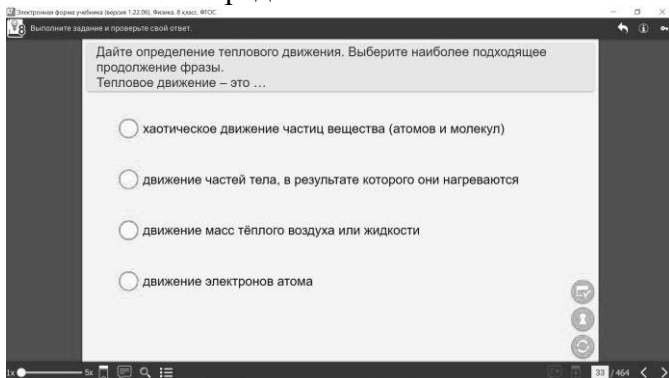 Электронная форма учебника (версия 1.22.06). Физика. 8 класс. ФГОС
8 Выполните задание и проверьте свой ответ.
Дайте определение теплового движения. Выберите наиболее подходящее
продолжение фразы.
Тепловое движение – это …
хаотическое движение частиц вещества (атомов и молекул)
движение частей тела, в результате которого они нагреваются
движение масс тёплого воздуха или жидкости
движение электронов атома
1x 5x 33 / 464